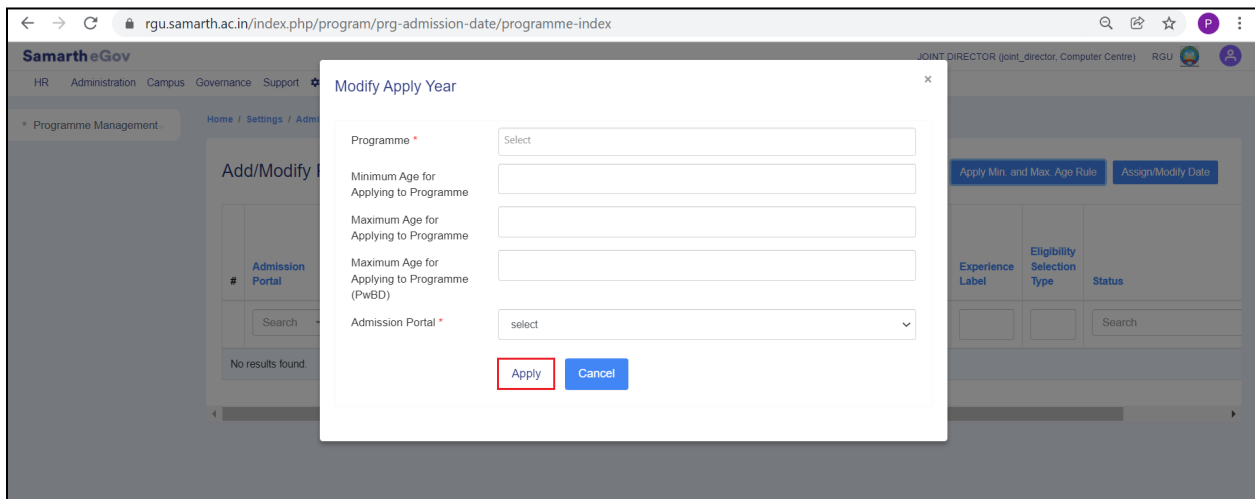 rgu.samarth.ac.in/index.php/program/prg-admission-date/programme-index
P
Samarth eGov
JOINT DIRECTOR (joint_director, Computer Centre) RGU
HR Administration Campus Governance Support
Programme Management
Home / Settings / Admi
Add/Modify
Apply Min. and Max. Age Rule
Assign/Modify Date
# Admission Portal
Experience Label
Eligibility Selection Type
Status
Search
Search
No results found.
Modify Apply Year
×
Programme *
Select
Minimum Age for
Applying to Programme
Maximum Age for
Applying to Programme
Maximum Age for
Applying to Programme
(PwBD)
Admission Portal *
select
Apply
Cancel